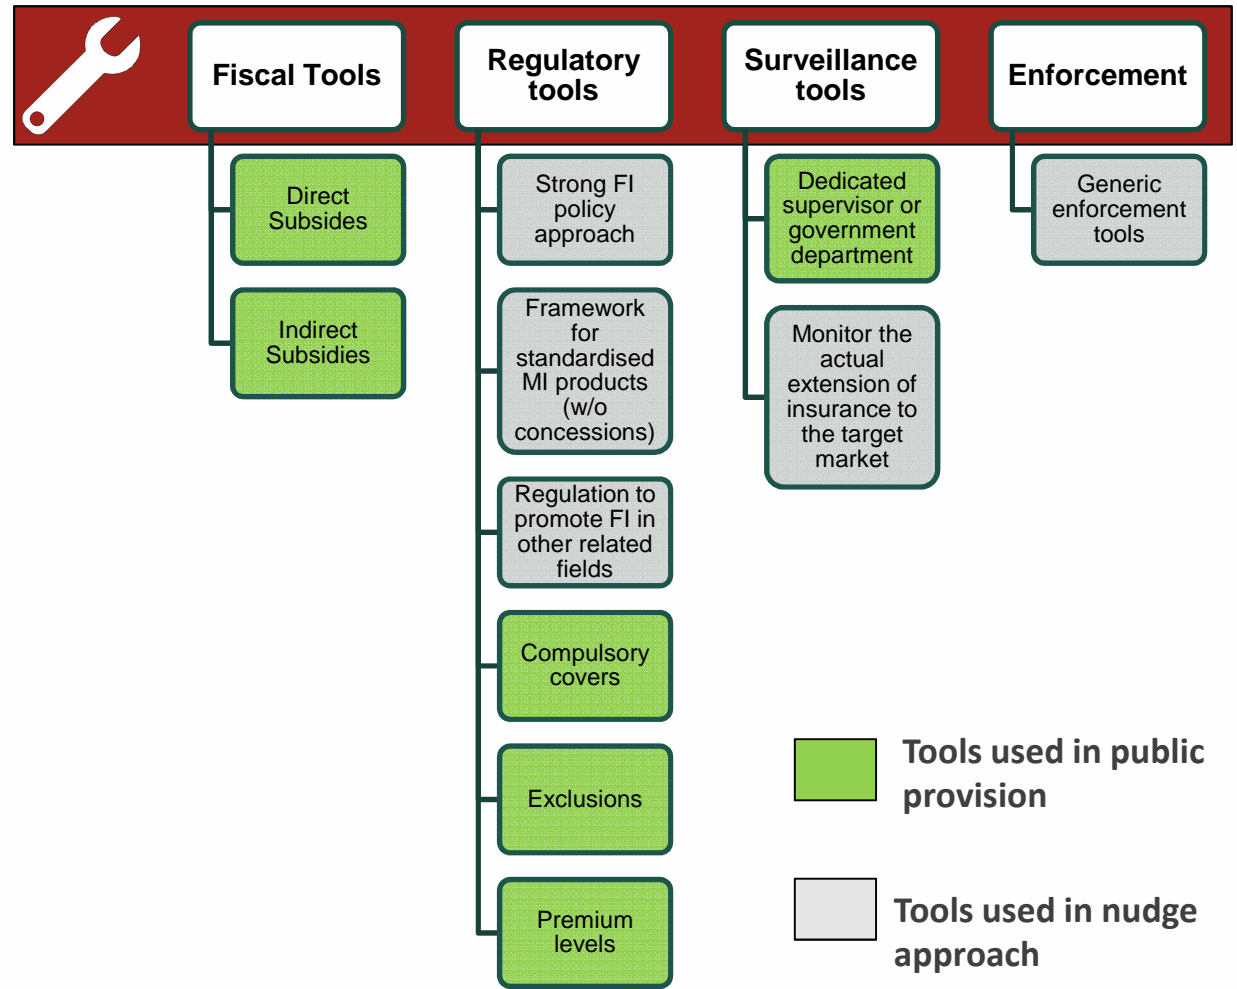 Fiscal Tools
Regulatory
tools
Surveillance
tools
Enforcement
Direct
Subsides
Indirect
Subsidies
Strong FI
policy
approach
Framework
for
standardised
MI products
(w/o
concessions)
Regulation to
promote FI in
other related
fields
Compulsory
covers
Exclusions
Premium
levels
Dedicated
supervisor or
government
department
Monitor the
actual
extension of
insurance to
the target
market
Generic
enforcement
tools
Tools used in public
provision
Tools used in nudge
approach